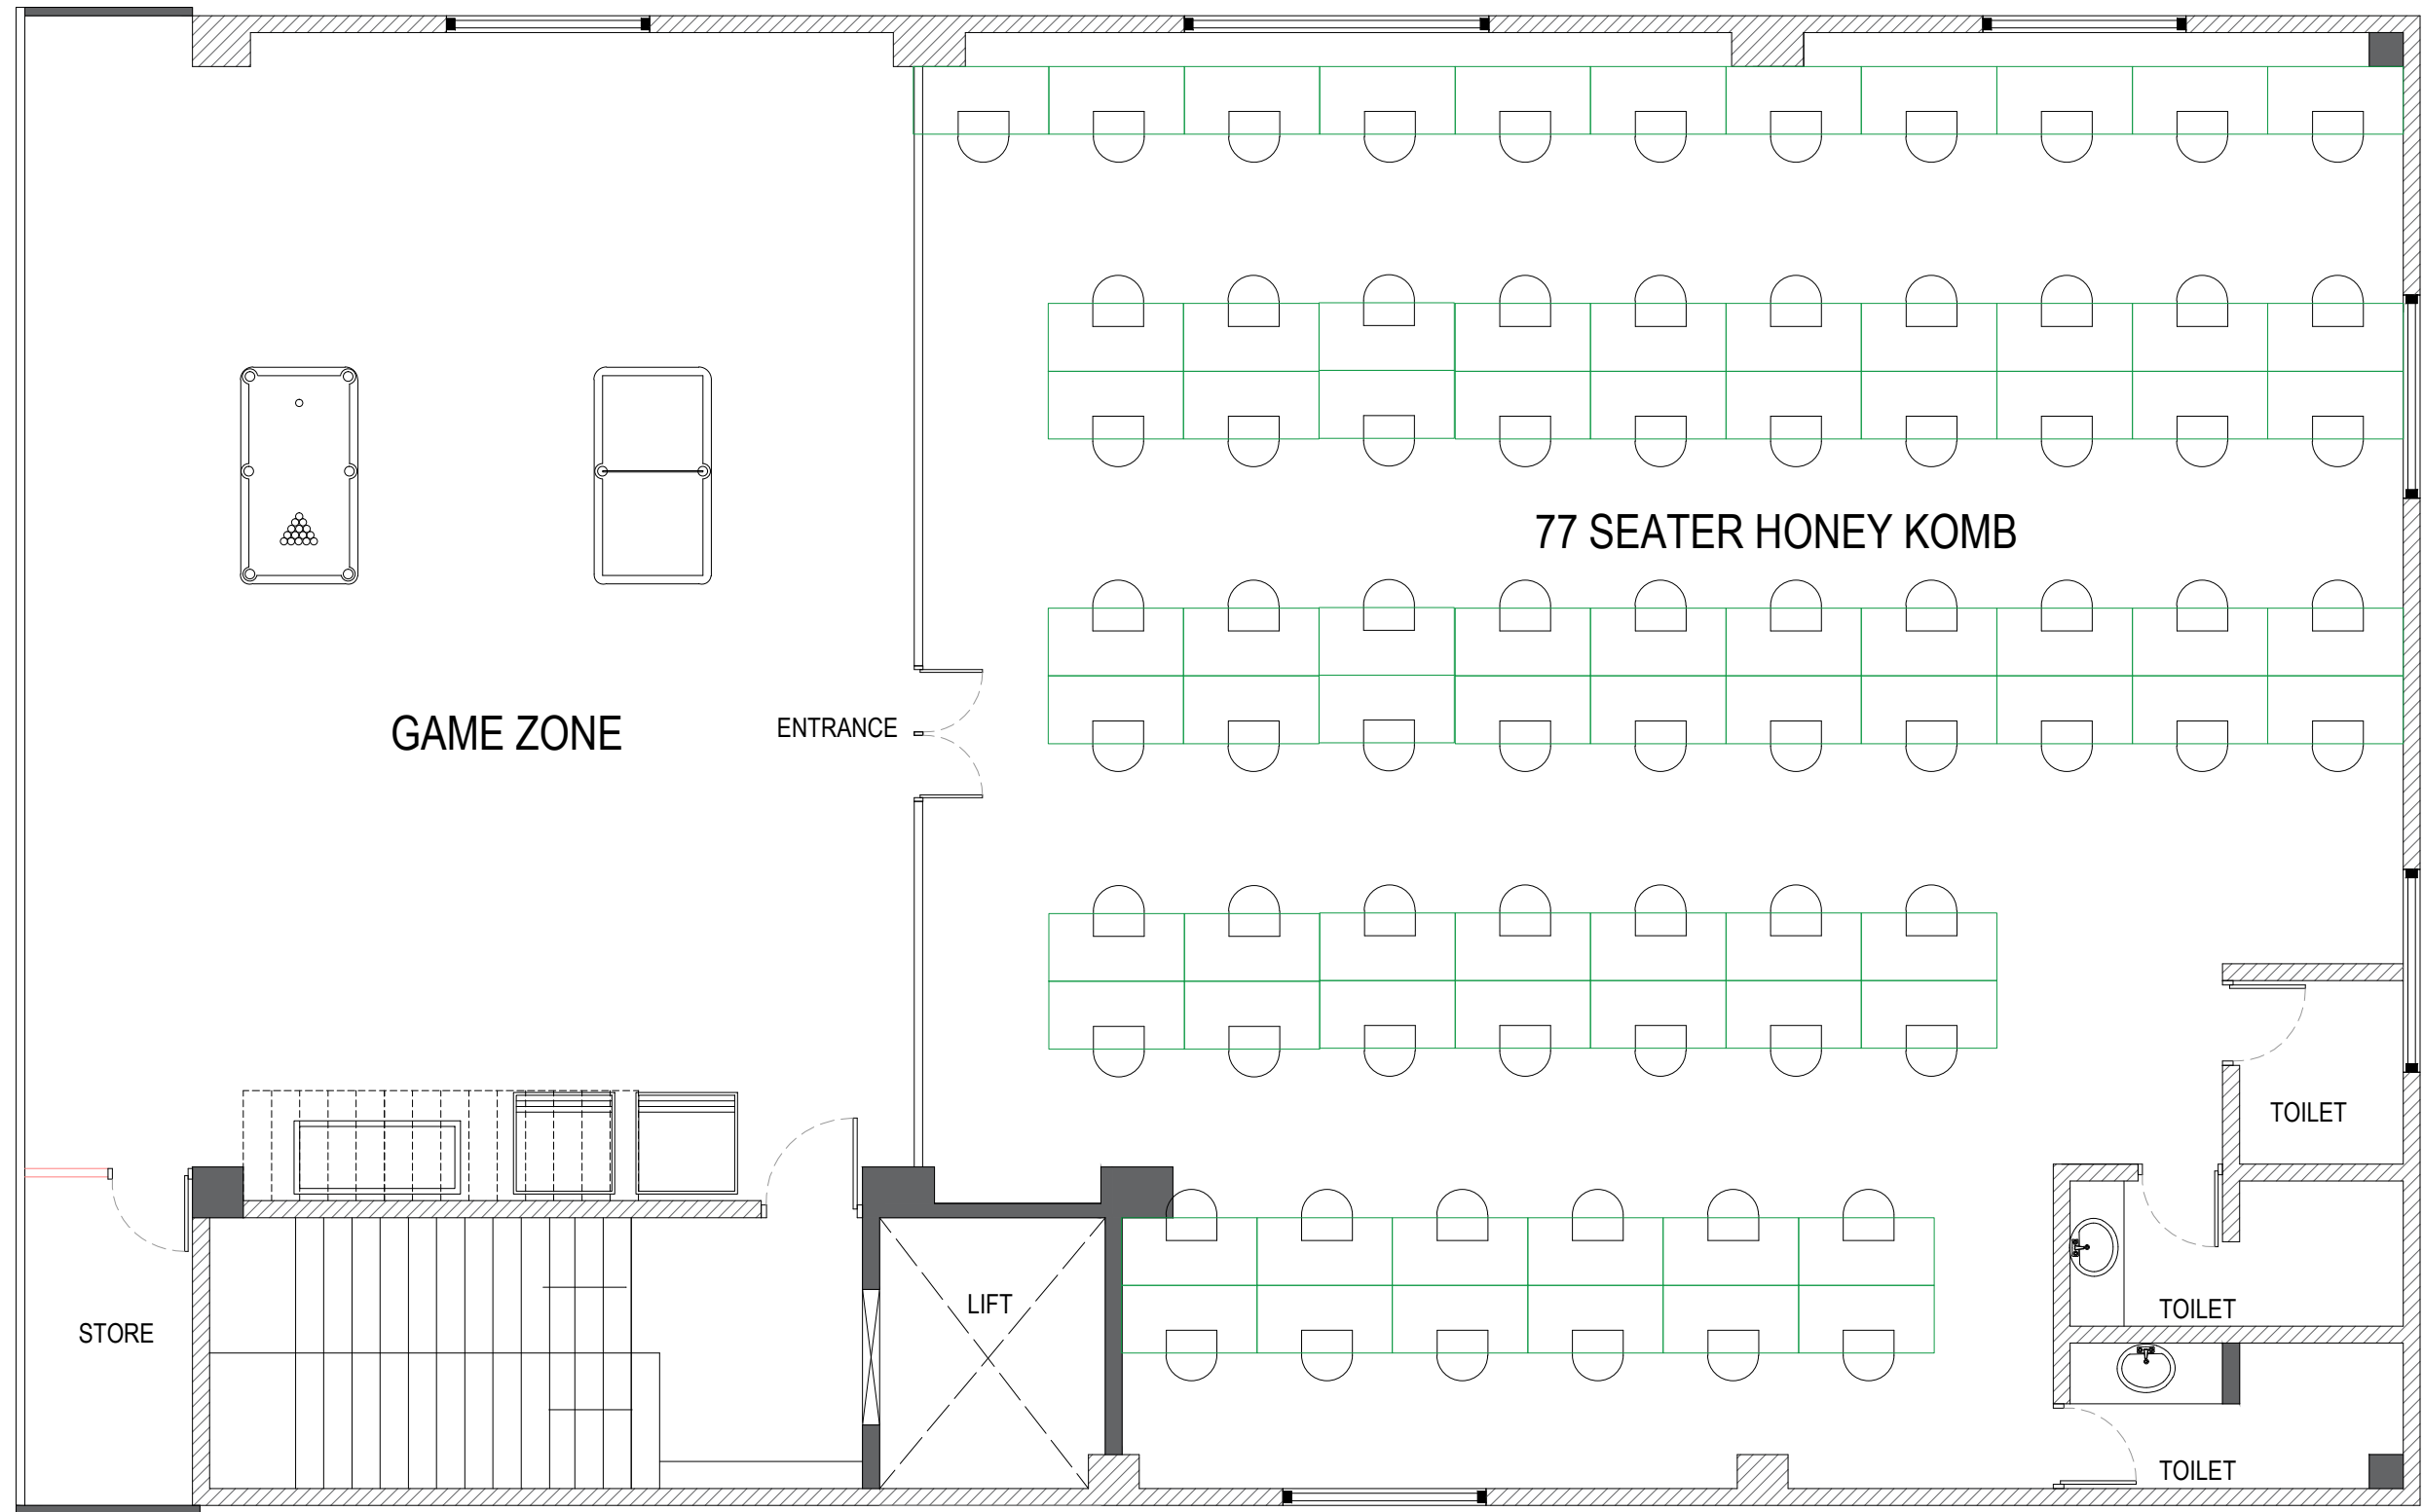 77 SEATER HONEY KOMB
GAME ZONE
ENTRANCE
TOILET
LIFT
TOILET
STORE
TOILET